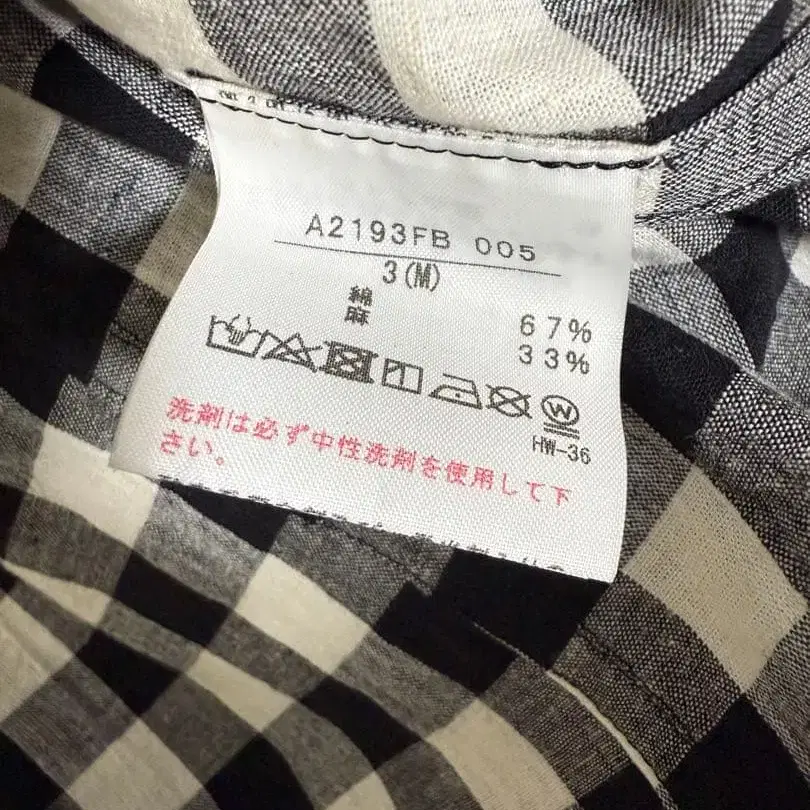 A2193FB 005
3(M)
綿 67%
麻 33%
W
HW-36
洗剤は必ず中性洗剤を使用して下
さい。